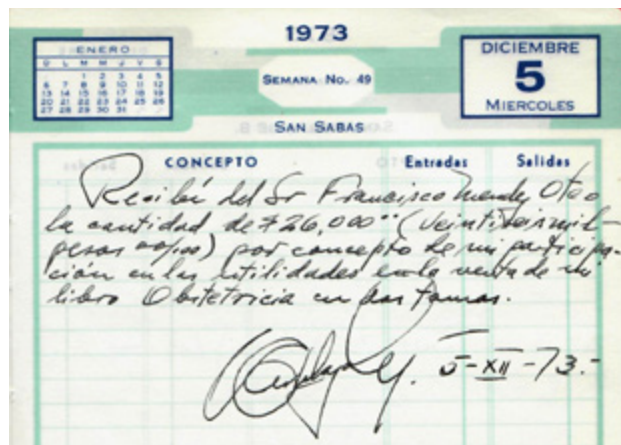 1973
ENERO
D L M M J V S
1 2 3 4 5
6 7 8 9 10 11 12
13 14 15 16 17 18 19
20 21 22 23 24 25 26
27 28 29 30 31
SEMANA No. 49
DICIEMBRE
5
MIERCOLES
SAN SABAS
CONCEPTO Entradas Salidas
Recibí del Sr Francisco Mendez Oteo
la cantidad de $ 26,000.00 (veintiseis mil
pesos 00/100) por concepto de mi participa-
ción en las utilidades en la venta de mi
libro Obstetricia en dos tomos.
5-XII-73.-